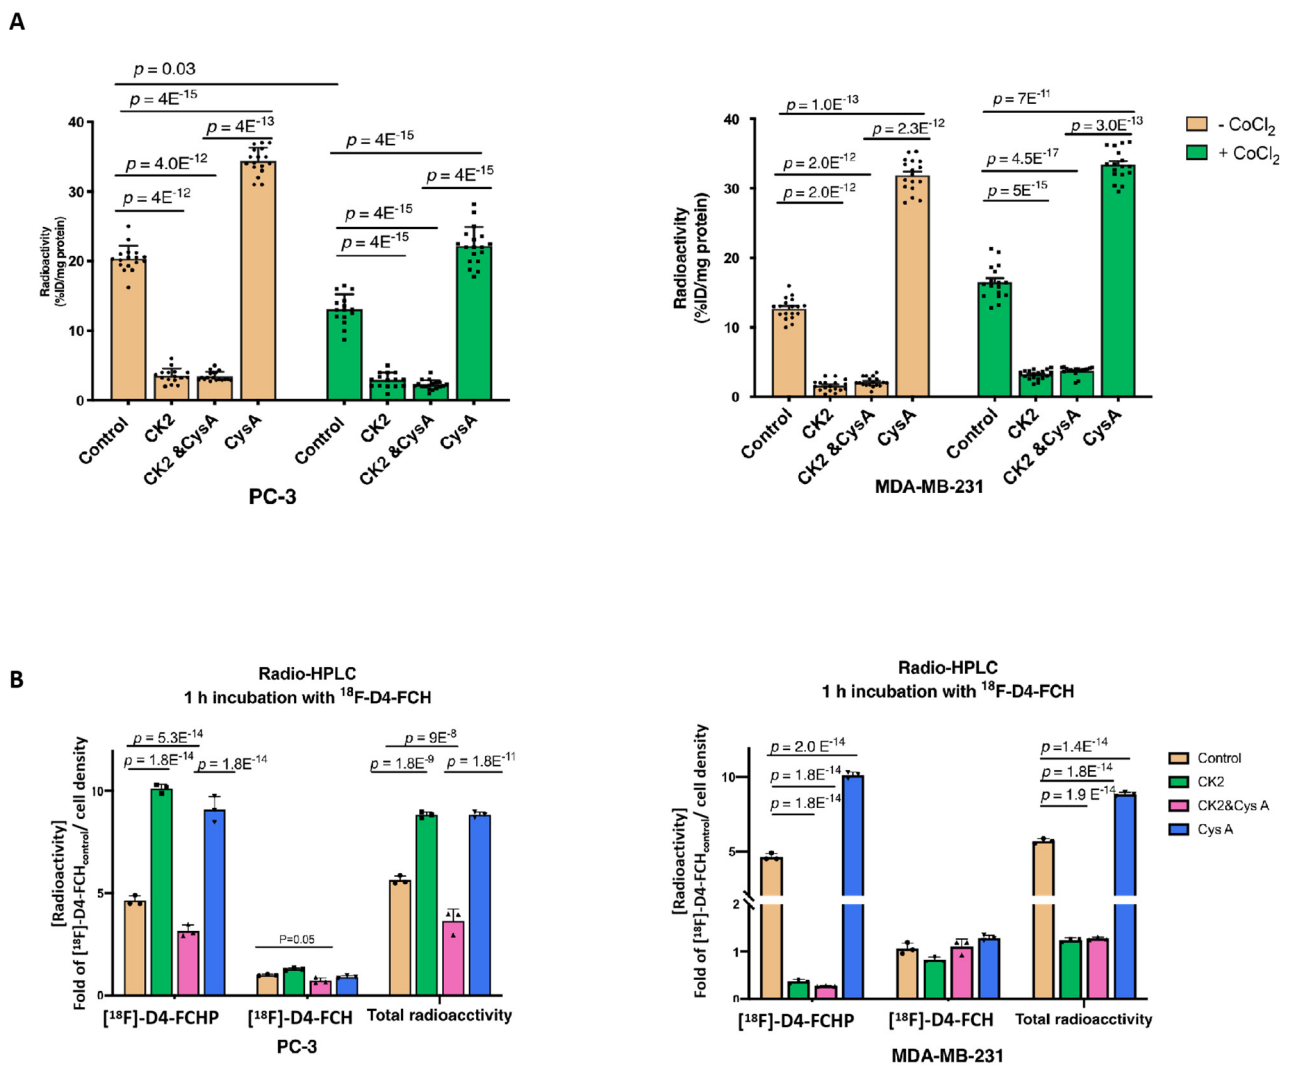 A
p = 0.03
p = 4E-15
p = 4E-13
p = 4.0E-12
p = 4E-12
p = 4E-15
p = 4E-15
p = 4E-15
p = 4E-15
Radioactivity
(%ID/mg protein)
40
30
20
10
0
Control
CK2
CK2 &CysA
CysA
Control
CK2
CK2 &CysA
CysA
PC-3
p = 1.0E-13
p = 2.3E-12
p = 2.0E-12
p = 2.0E-12
p = 7E-11
p = 3.0E-13
p = 4.5E-17
p = 5E-15
Radioactivity
(%ID/mg protein)
40
30
20
10
0
Control
CK2
CK2 &CysA
CysA
Control
CK2
CK2 &CysA
CysA
MDA-MB-231
- CoCl2
+ CoCl2
B
Radio-HPLC
1 h incubation with 18F-D4-FCH
p = 5.3E-14
p = 1.8E-14
p = 1.8E-14
p = 9E-8
p = 1.8E-9
p = 1.8E-11
P=0.05
[Radioactivity]
Fold of [18F]-D4-FCHcontrol/ cell density
10
5
0
[18F]-D4-FCHP
[18F]-D4-FCH
Total radioacctivity
PC-3
Radio-HPLC
1 h incubation with 18F-D4-FCH
p = 2.0 E-14
p = 1.8E-14
p = 1.8E-14
p =1.4E-14
p = 1.8E-14
p = 1.9 E-14
[Radioactivity]
Fold of [18F]-D4-FCHcontrol/ cell density
10
5
2
1
0
[18F]-D4-FCHP
[18F]-D4-FCH
Total radioacctivity
MDA-MB-231
Control
CK2
CK2&Cys A
Cys A